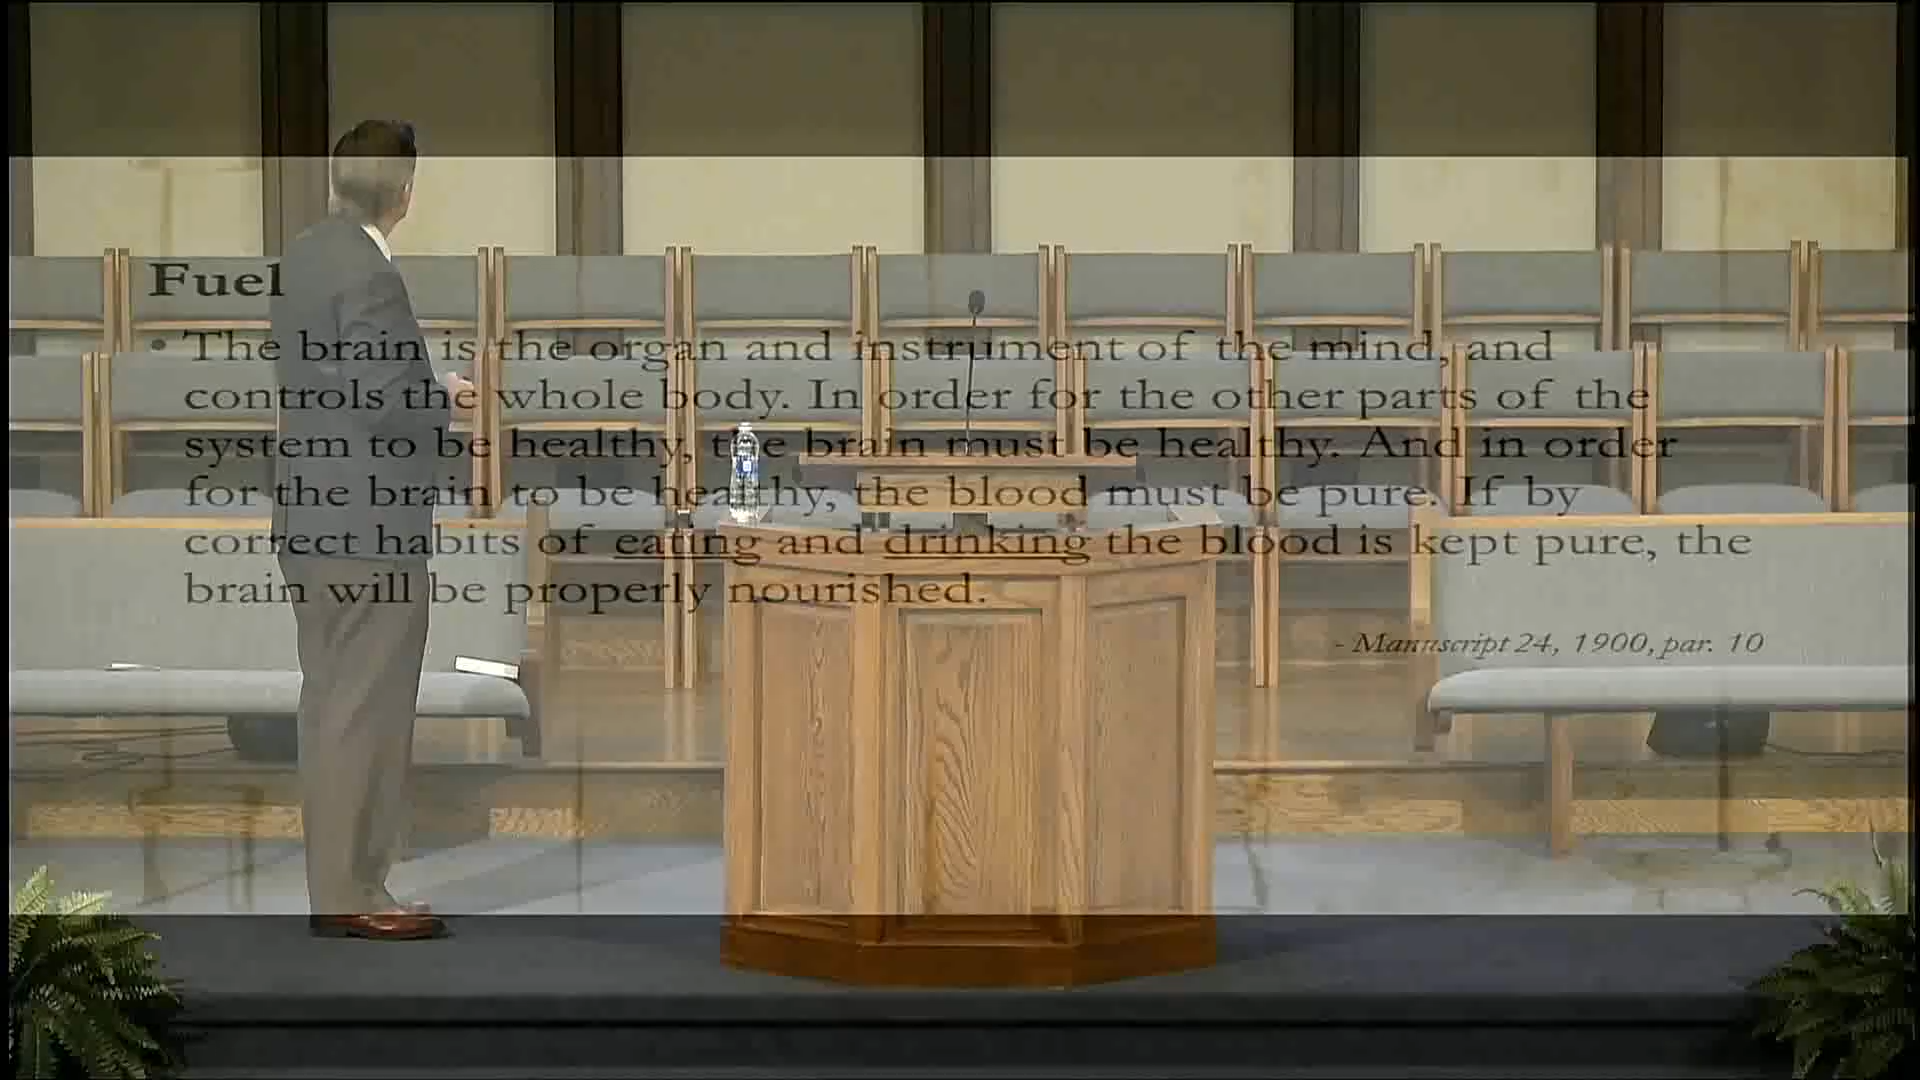 Fuel
• The brain is the organ and instrument of the mind, and
controls the whole body. In order for the other parts of the
system to be healthy, the brain must be healthy. And in order
for the brain to be healthy, the blood must be pure. If by
correct habits of eating and drinking the blood is kept pure, the
brain will be properly nourished.
- Manuscript 24, 1900, par. 10